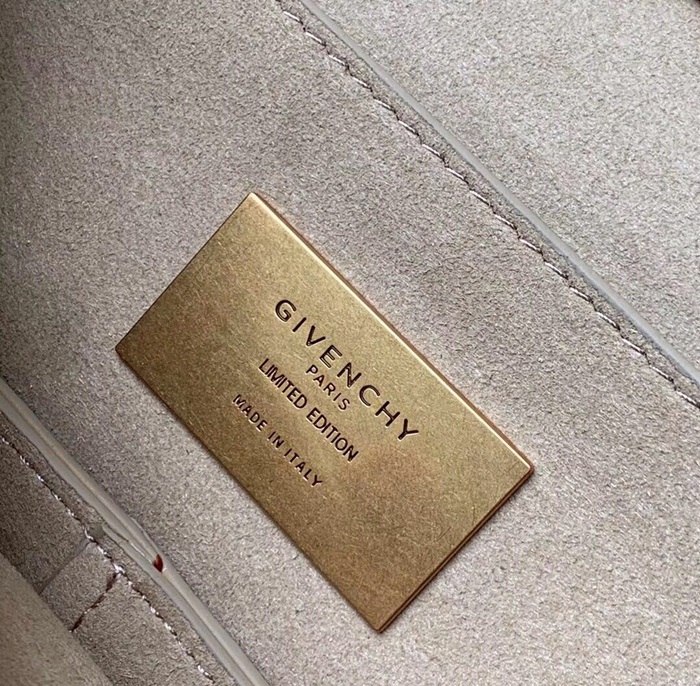 GIVENCHY
PARIS
LIMITED EDITION
MADE IN ITALY